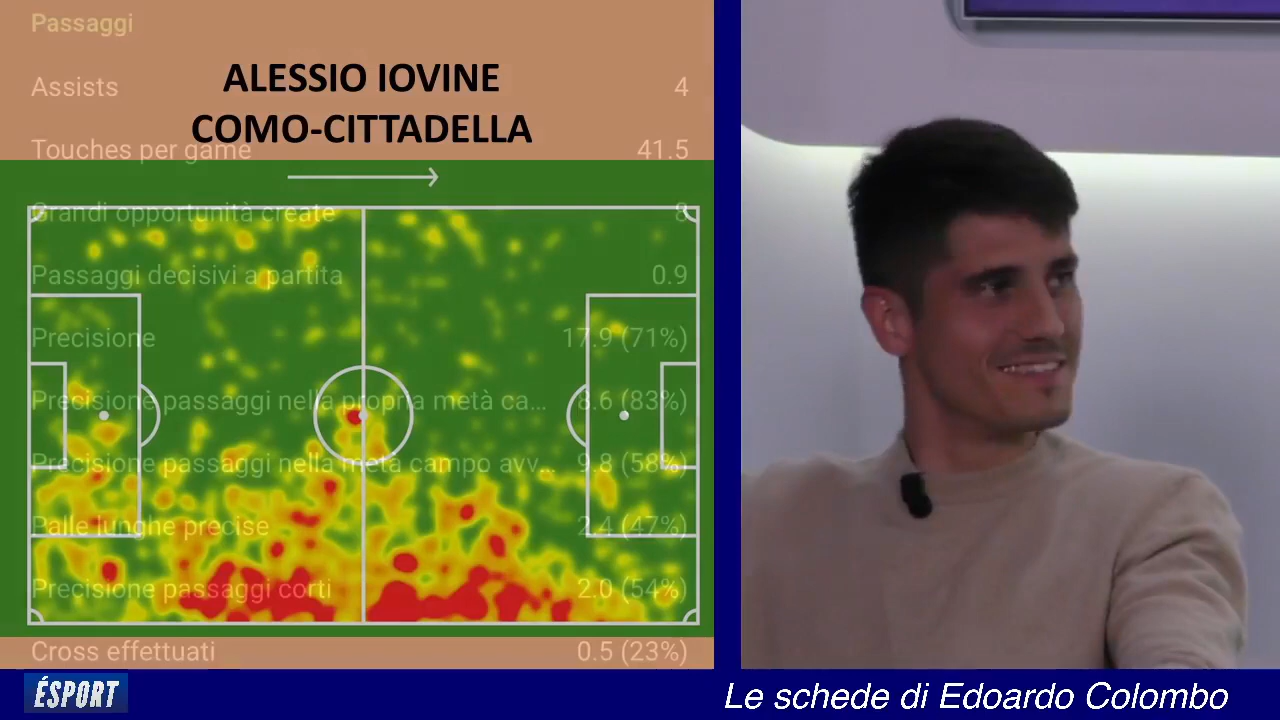 Passaggi
Assists 4
ALESSIO IOVINE
COMO-CITTADELLA
Touches per game 41.5
Grandi opportunità create 8
Passaggi decisivi a partita 0.9
Precisione 17.9 (71%)
Precisione passaggi nella propria metà ca... 8.6 (83%)
Precisione passaggi nella metà campo avv... 9.8 (58%)
Palle lunghe precise 2.4 (47%)
Precisione passaggi corti 2.0 (54%)
Cross effettuati 0.5 (23%)
ÉSPORT
Le schede di Edoardo Colombo